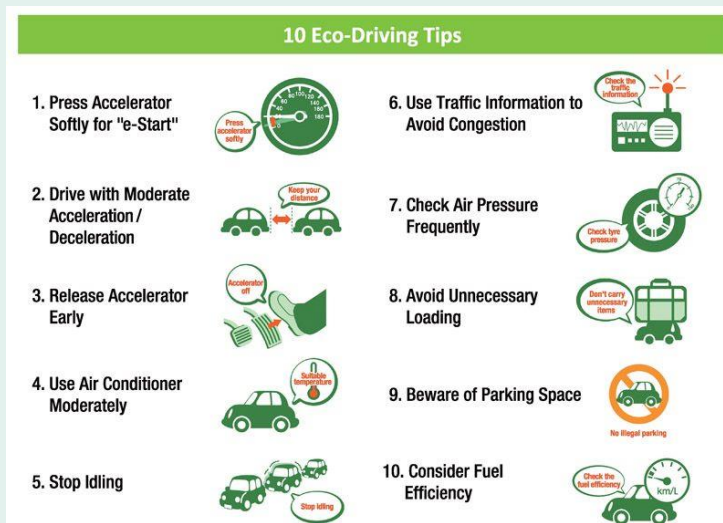 10 Eco-Driving Tips
1. Press Accelerator
Softly for "e-Start"
Press
accelerator
softly
2. Drive with Moderate
Acceleration /
Deceleration
Keep your
distance
3. Release Accelerator
Early
Accelerator
off
4. Use Air Conditioner
Moderately
Suitable
temperature
5. Stop Idling
Stop idling
6. Use Traffic Information to
Avoid Congestion
Check the
traffic
information
7. Check Air Pressure
Frequently
Check tyre
pressure
8. Avoid Unnecessary
Loading
Don't carry
unnecessary
items
9. Beware of Parking Space
No illegal parking
10. Consider Fuel
Efficiency
Check the
fuel efficiency
km/L